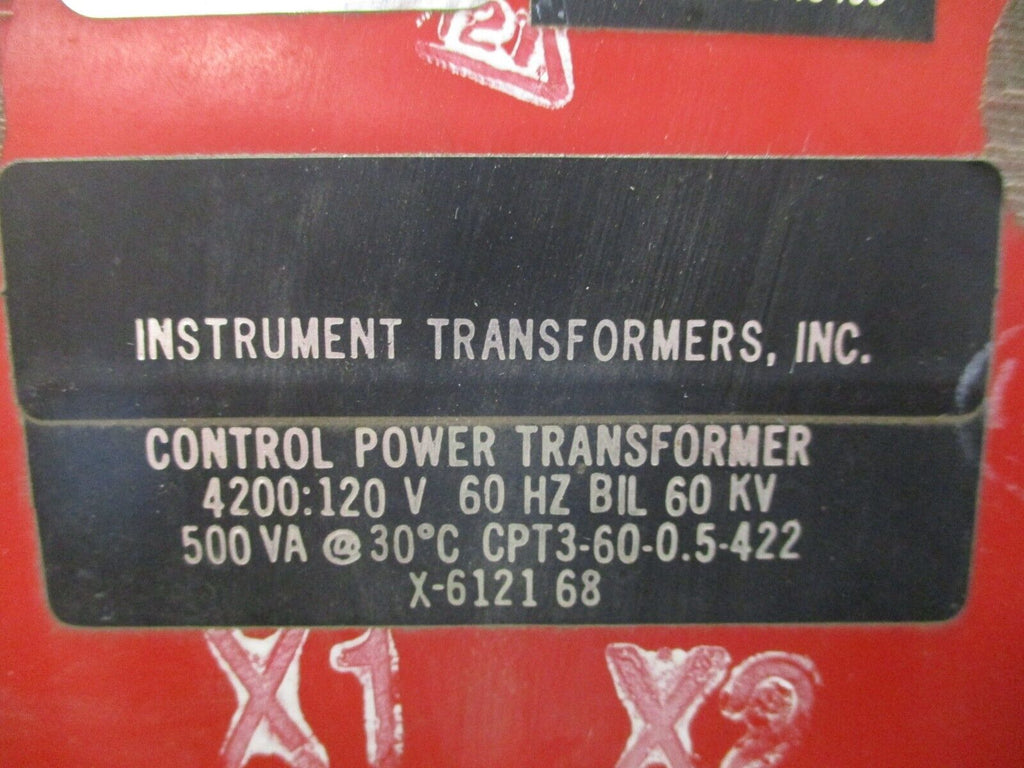 INSTRUMENT TRANSFORMERS, INC.
CONTROL POWER TRANSFORMER
4200:120 V 60 HZ BIL 60 KV
500 VA @ 30°C CPT3-60-0.5-422
X-6121 68
X1 X2